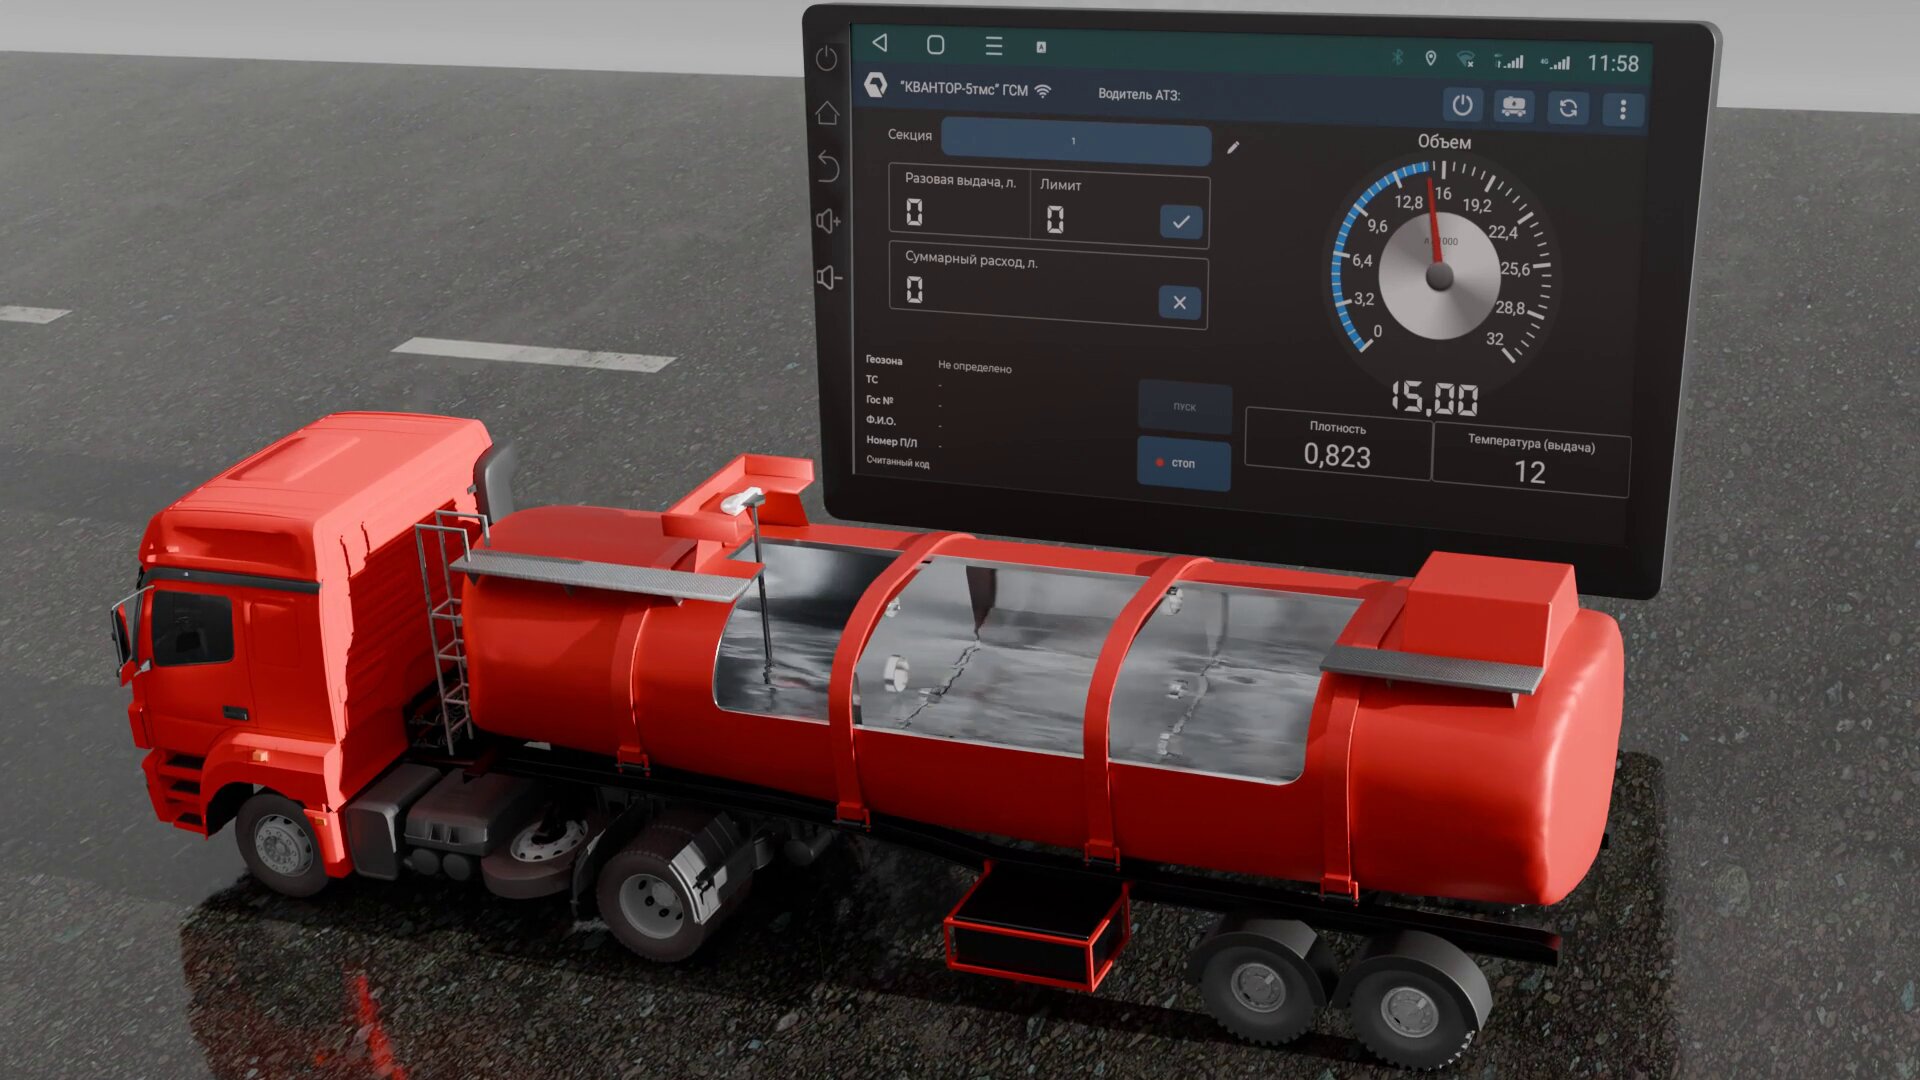 11:58
"КВАНТОР-5тмс" ГСМ
Водитель АТЗ:
Секция
1
Разовая выдача, л.
Лимит
0
0
Суммарный расход, л.
0
Объем
0
3,2
6,4
9,6
12,8
16
19,2
22,4
25,6
28,8
32
15,00
Геозона Не определено
ТС -
Гос № -
Ф.И.О. -
Номер П/Л -
Считанный код
ПУСК
СТОП
Плотность
0,823
Температура (выдача)
12